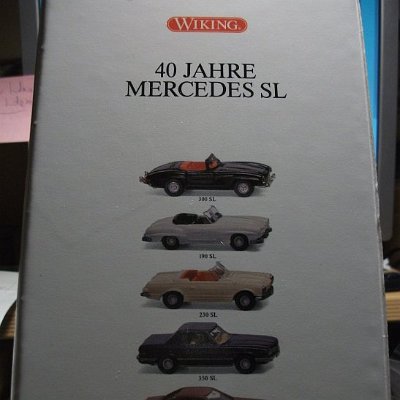 WIKING
40 JAHRE
MERCEDES SL
300 SL
190 SL
230 SL
350 SL